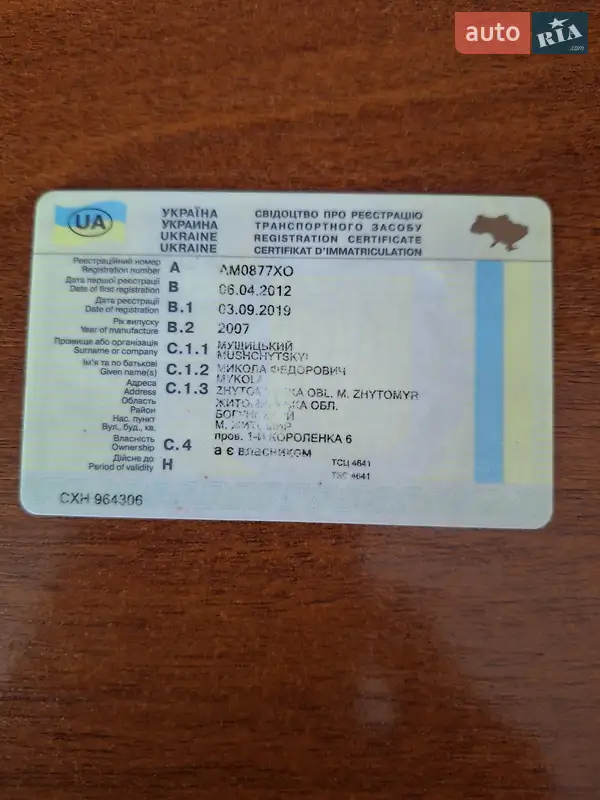 auto RIA.com
UA
УКРАЇНА СВІДОЦТВО ПРО РЕЄСТРАЦІЮ
УКРАИНА ТРАНСПОРТНОГО ЗАСОБУ
UKRAINE REGISTRATION CERTIFICATE
UKRAINE CERTIFIKAT D'IMMATRICULATION
Реєстраційний номер
Registration number A AM0877XO
Дата першої реєстрації
Date of first registration B 06.04.2012
Дата реєстрації
Date of registration B.1 03.09.2019
Рік випуску
Year of manufacture B.2 2007
Прізвище або організація C.1.1 МУЩИЦЬКИЙ
Surname or company MUSHCHYTSKYI
Ім'я та по батькові C.1.2 МИКОЛА ФЕДОРОВИЧ
Given name(s) MYKOLA
Адреса C.1.3 OBL. M. ZHYTOMYR
Address ОБЛ.
Область
Район М.
Нас. пункт пров. 1-Й КОРОЛЕНКА 6
Вул., буд., кв.
Власність C.4 а є власником
Ownership
Дійсне до H ТСЦ 4641
Period of validity TSC 4641
CXH 964306